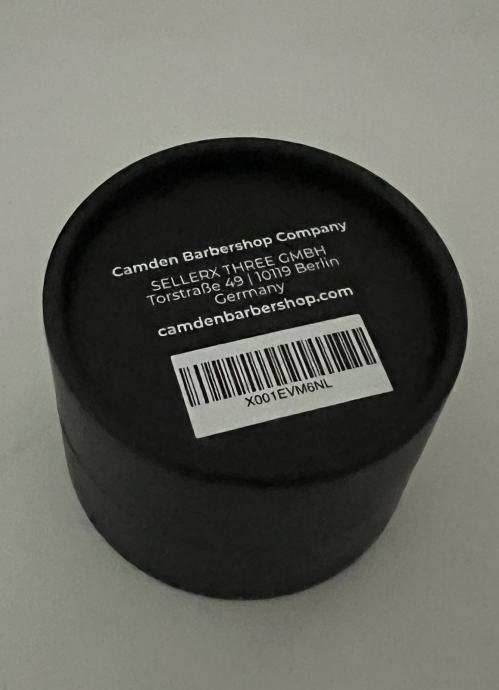 Camden Barbershop Company
SELLERX THREE GMBH
Torstraße 49 | 10119 Berlin
Germany
camdenbarbershop.com
X001EVM6NL